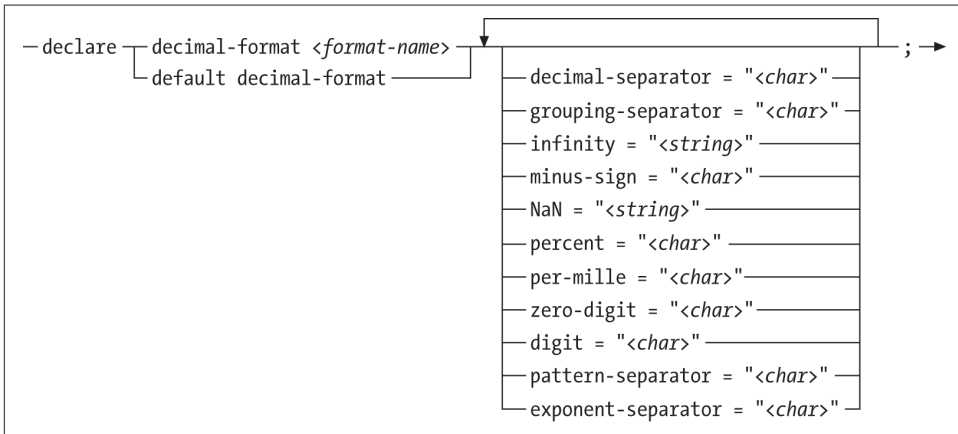 declare decimal-format <format-name> ;
default decimal-format
decimal-separator = "<char>"
grouping-separator = "<char>"
infinity = "<string>"
minus-sign = "<char>"
NaN = "<string>"
percent = "<char>"
per-mille = "<char>"
zero-digit = "<char>"
digit = "<char>"
pattern-separator = "<char>"
exponent-separator = "<char>"